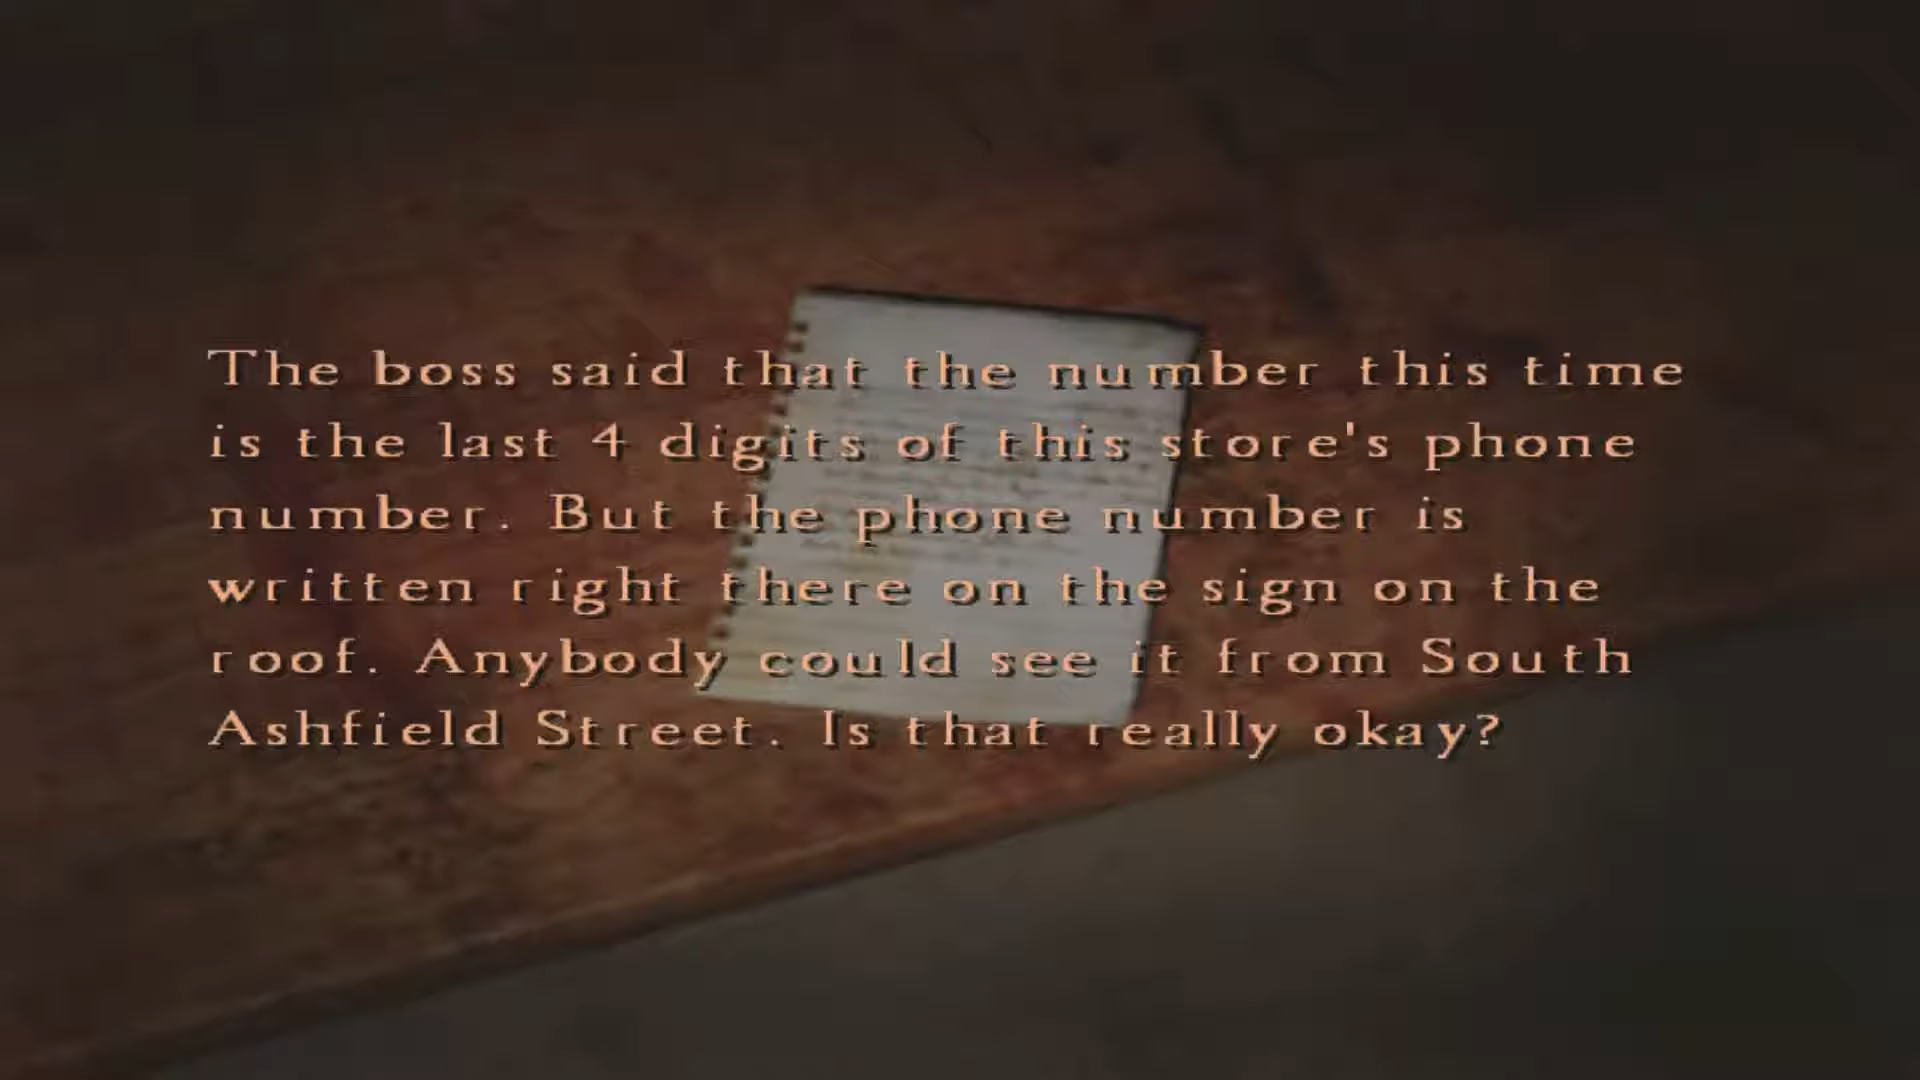 The boss said that the number this time
is the last 4 digits of this store's phone
number. But the phone number is
written right there on the sign on the
roof. Anybody could see it from South
Ashfield Street. Is that really okay?